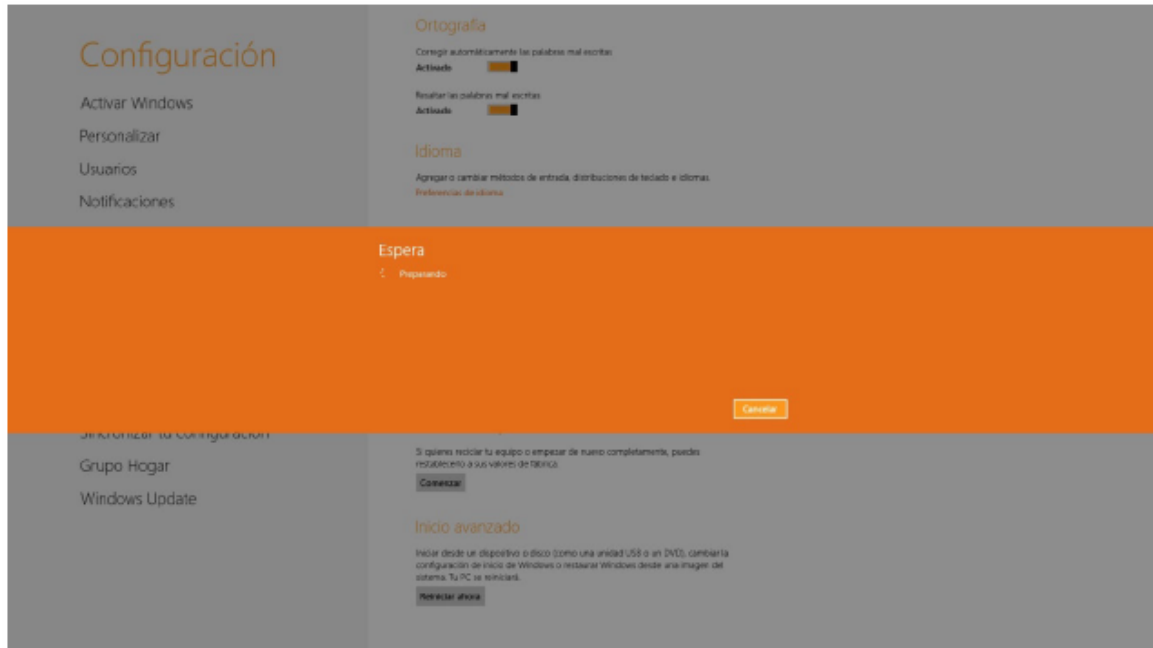 Configuración
Activar Windows
Personalizar
Usuarios
Notificaciones
Ortografía
Corregir automáticamente las palabras mal escritas
Activado
Resaltar las palabras mal escritas
Activado
Idioma
Agregar o cambiar métodos de entrada, distribuciones de teclado e idiomas.
Preferencias de idioma
Espera
Preparando
Cancelar
Sincronizar tu configuración
Grupo Hogar
Windows Update
Si quieres reciclar tu equipo o empezar de nuevo completamente, puedes
restablecerlo a sus valores de fábrica.
Comenzar
Inicio avanzado
Iniciar desde un dispositivo o disco (como una unidad USB o un DVD), cambiar la
configuración de inicio de Windows o restaurar Windows desde una imagen del
sistema. Tu PC se reiniciará.
Reiniciar ahora